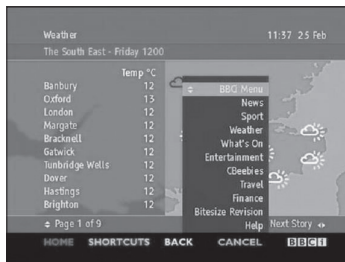 Weather 11:37 25 Feb
The South East - Friday 1200
Temp °C
Banbury 12
Oxford 13
London 12
Margate 12
Bracknell 12
Gatwick 12
Tunbridge Wells 12
Dover 12
Hastings 12
Brighton 12
BBC Menu
News
Sport
Weather
What's On
Entertainment
CBeebies
Travel
Finance
Bitesize Revision
Help
Page 1 of 9 Next Story
HOME SHORTCUTS BACK CANCEL BBCi